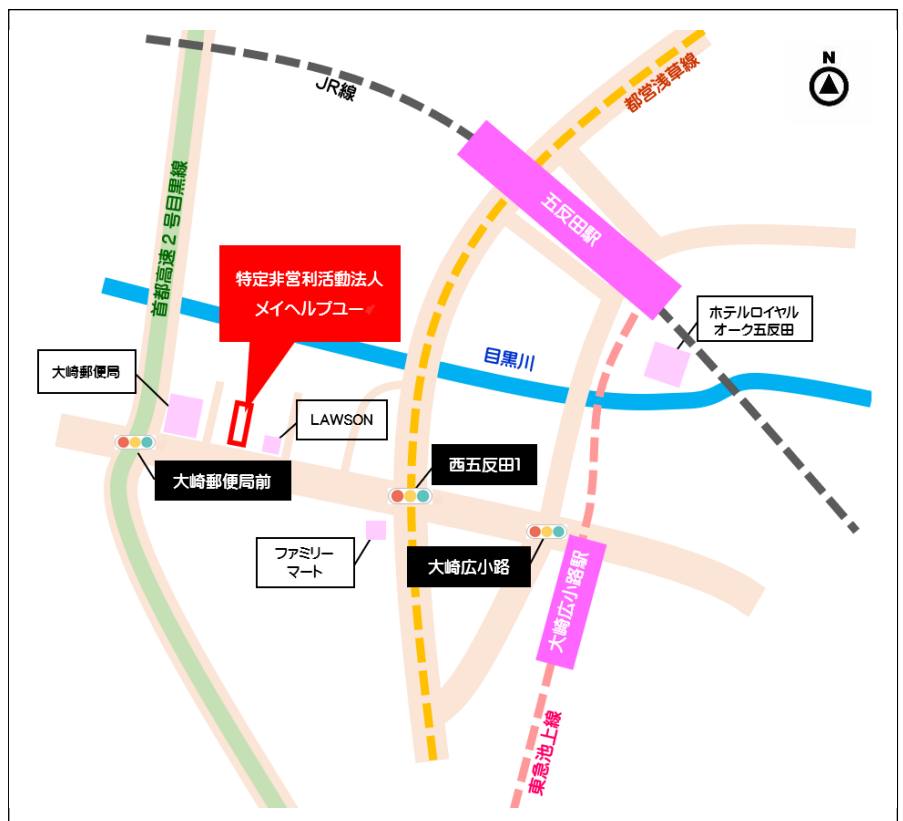 N
JR線
都営浅草線
首都高速2号目黒線
五反田駅
特定非営利活動法人
メイヘルプユー
ホテルロイヤル
オーク五反田
目黒川
大崎郵便局
LAWSON
西五反田1
大崎郵便局前
ファミリー
マート
大崎広小路
大崎広小路駅
東急池上線